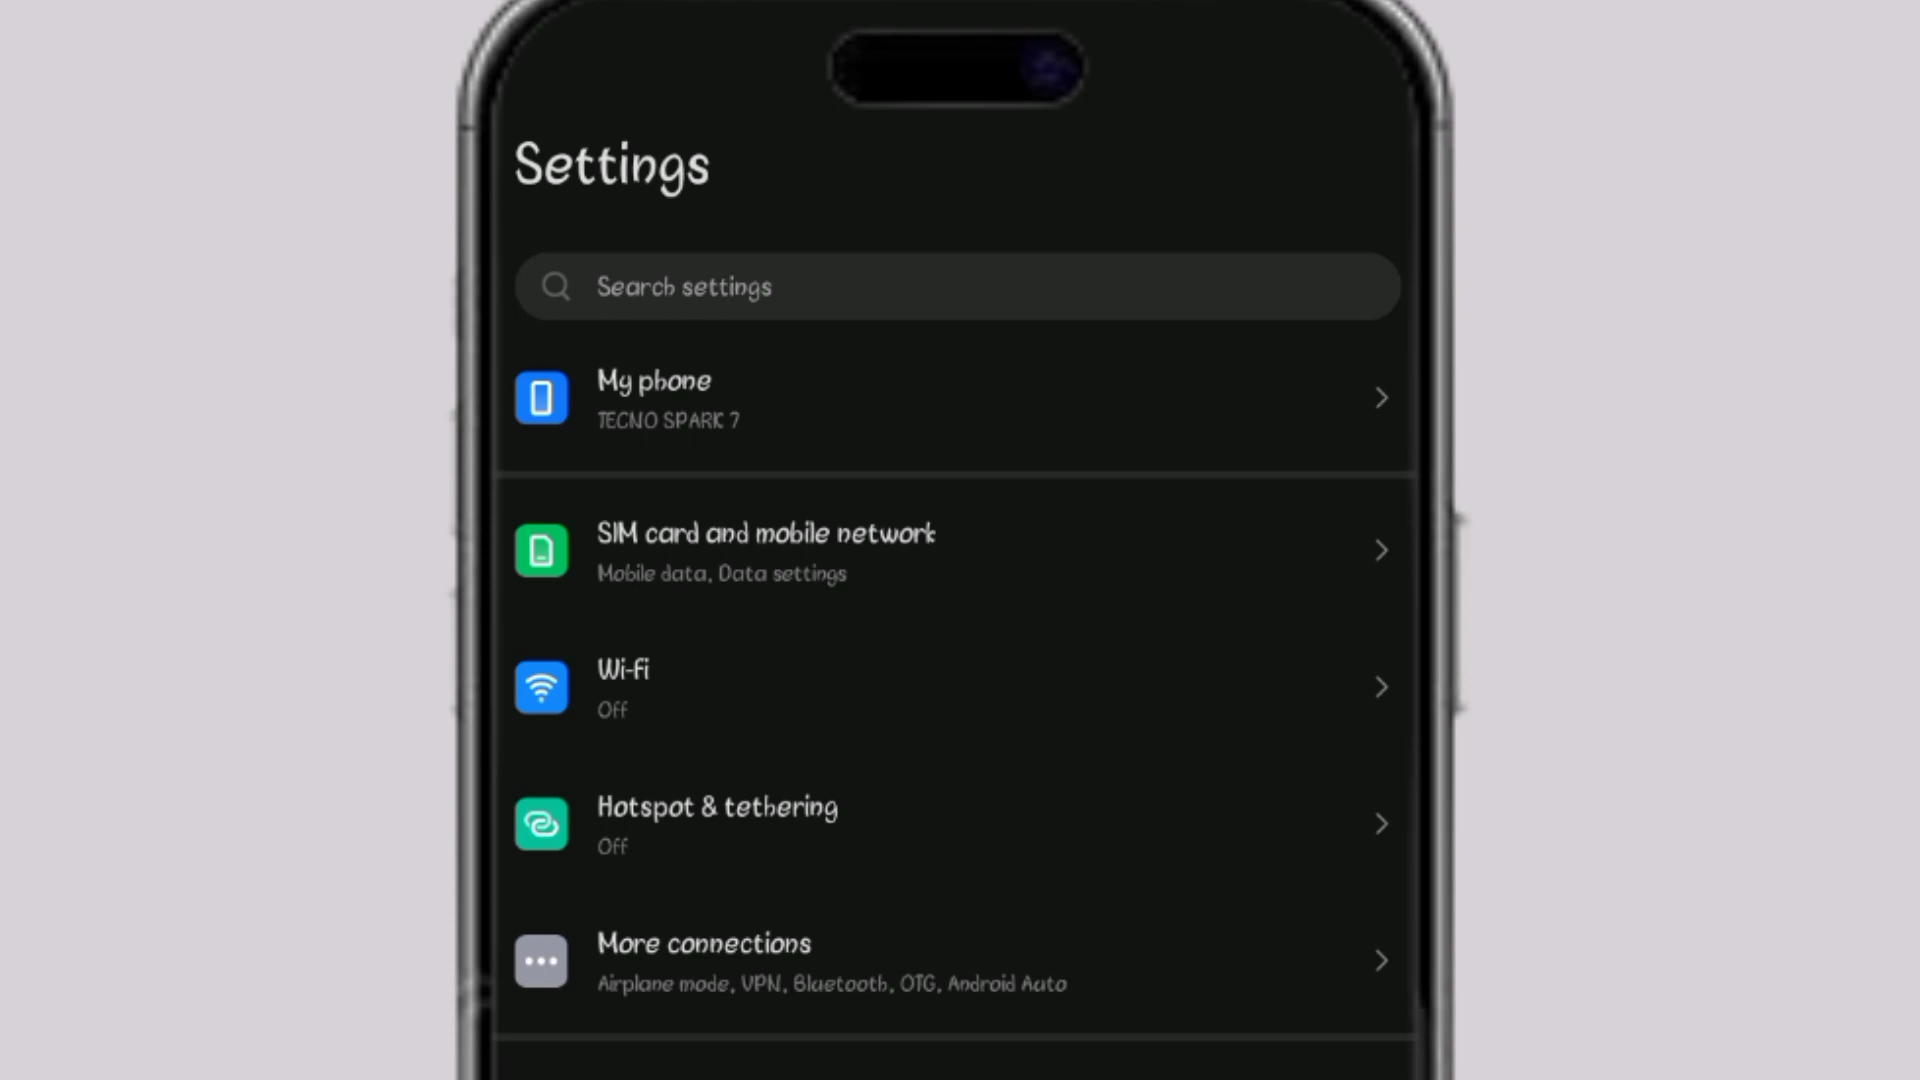 Settings
Search settings
My phone
TECNO SPARK 7
SIM card and mobile network
Mobile data, Data settings
Wi-Fi
Off
Hotspot & tethering
Off
More connections
Airplane mode, VPN, Bluetooth, OTG, Android Auto